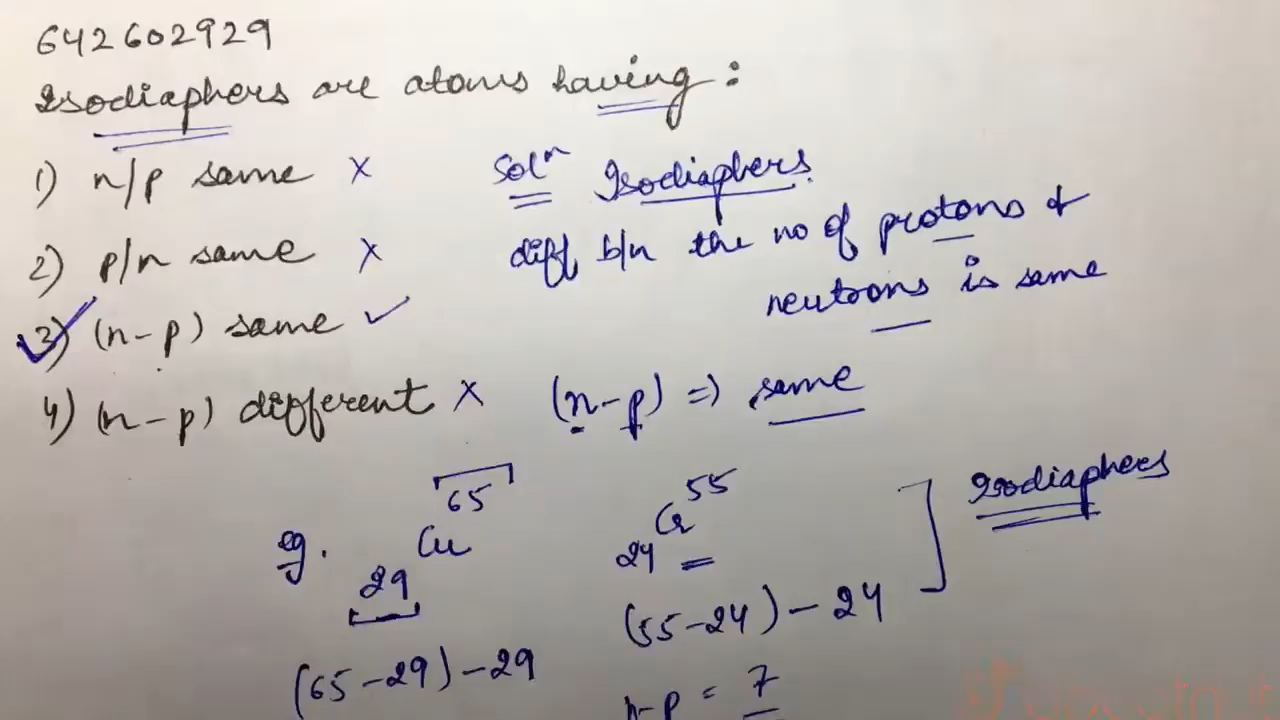 642602929
Isodiaphers are atoms having :
1) n/p same ×
2) p/n same ×
3) (n-p) same ✓
4) (n-p) different ×
Solⁿ Isodiaphers.
diff b/n the no of protons &
neutrons is same
(n-p) => same
eg. 29 Cu 65
24 Cr 55
Isodiaphers
(65-29)-29
(55-24)-24
n-p = 7
doubtnut